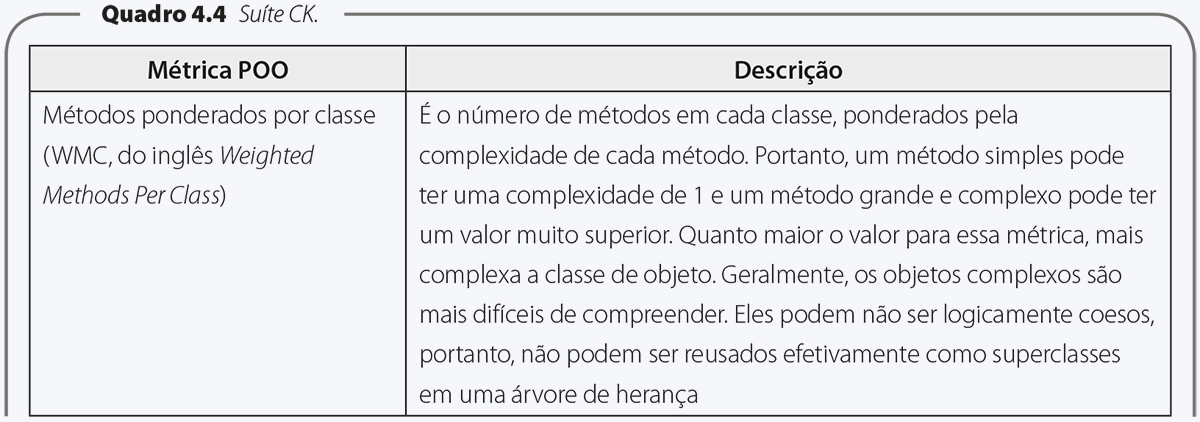 Quadro 4.4 Suíte CK.
Métrica POO
Descrição
Métodos ponderados por classe
(WMC, do inglês Weighted
Methods Per Class)
É o número de métodos em cada classe, ponderados pela
complexidade de cada método. Portanto, um método simples pode
ter uma complexidade de 1 e um método grande e complexo pode ter
um valor muito superior. Quanto maior o valor para essa métrica, mais
complexa a classe de objeto. Geralmente, os objetos complexos são
mais difíceis de compreender. Eles podem não ser logicamente coesos,
portanto, não podem ser reusados efetivamente como superclasses
em uma árvore de herança